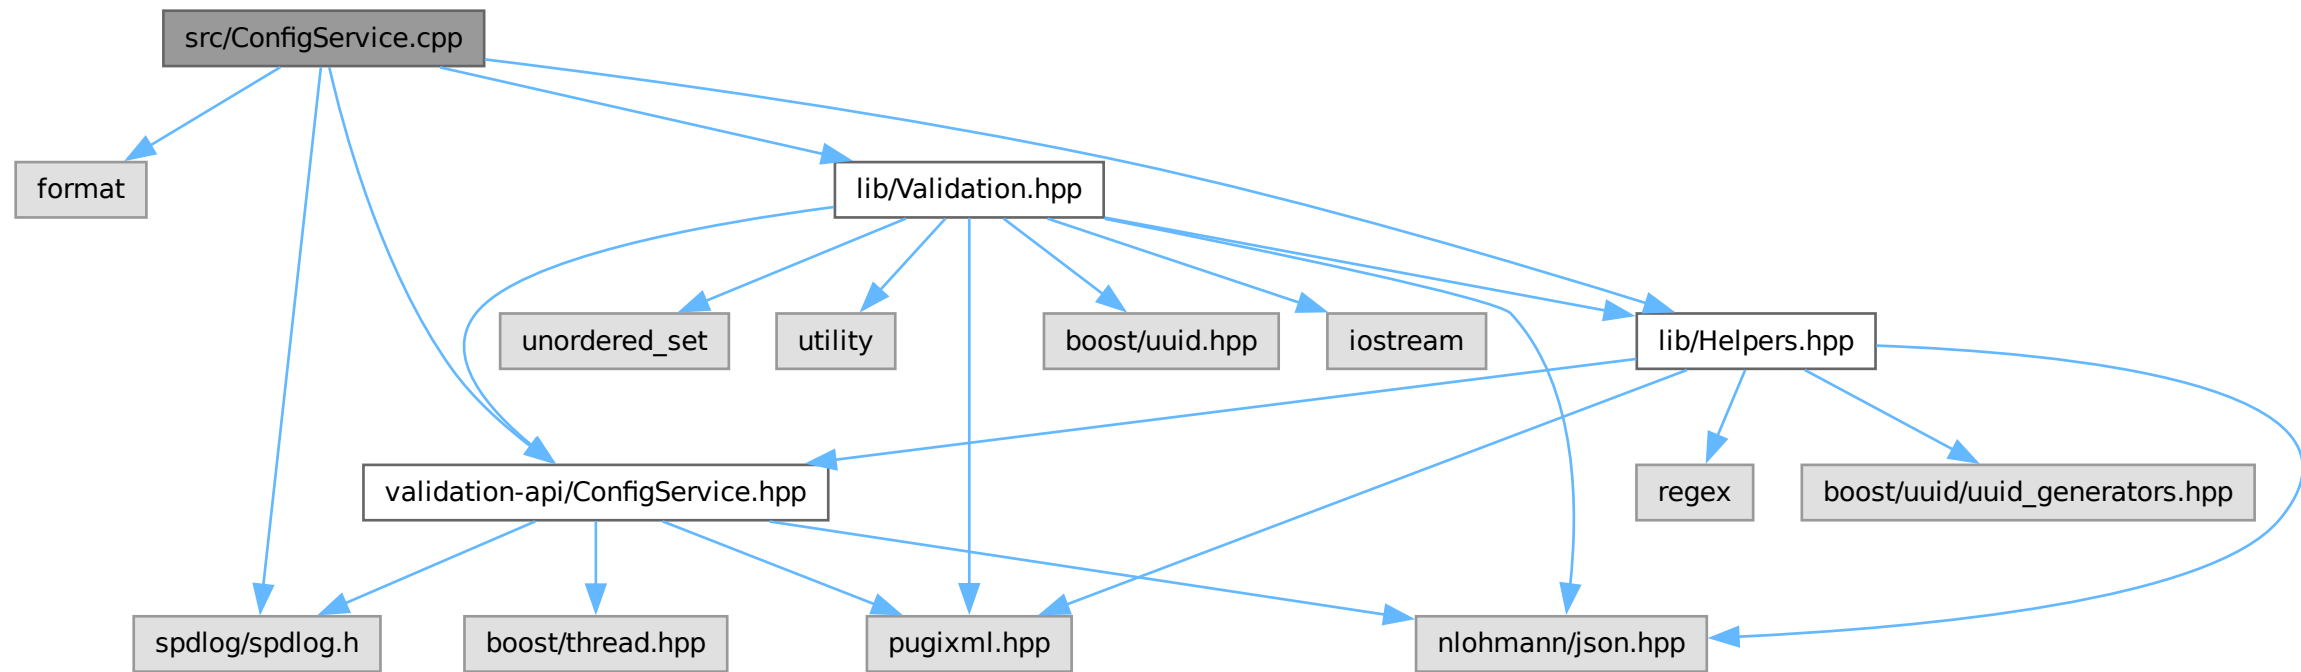 src/ConfigService.cpp
format
lib/Validation.hpp
unordered_set
utility
boost/uuid.hpp
iostream
lib/Helpers.hpp
validation-api/ConfigService.hpp
regex
boost/uuid/uuid_generators.hpp
spdlog/spdlog.h
boost/thread.hpp
pugixml.hpp
nlohmann/json.hpp